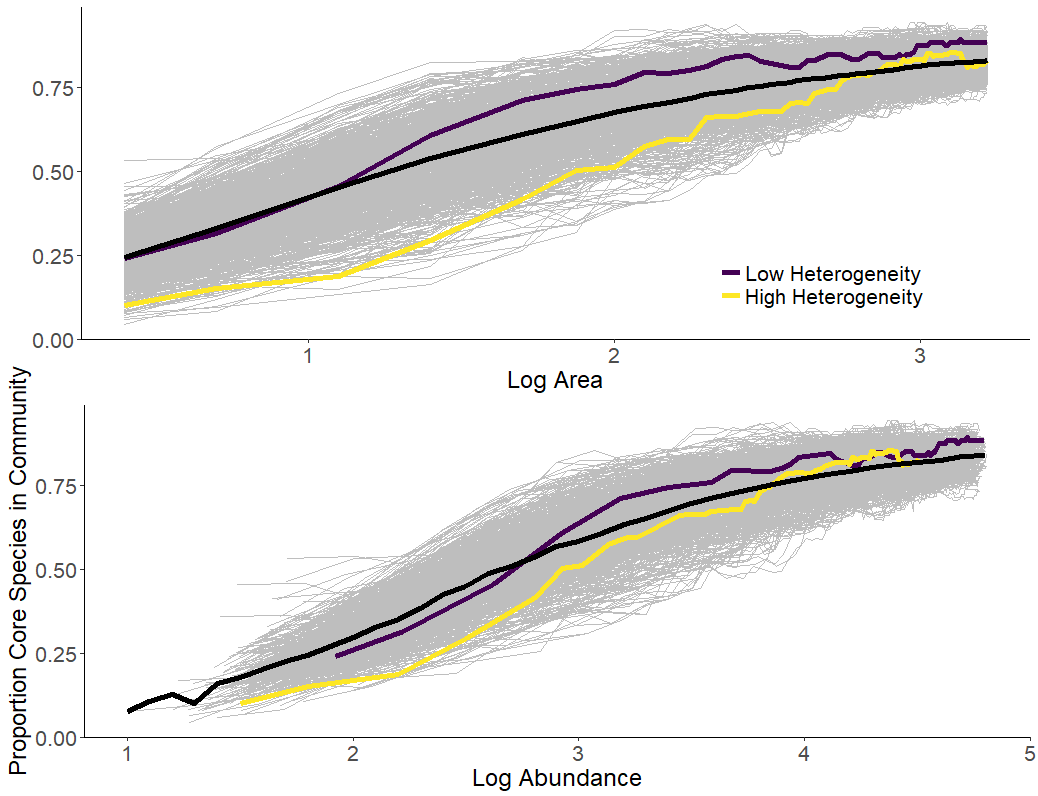 0.75
0.50
0.25
0.00
Low Heterogeneity
High Heterogeneity
1 2 3
Log Area
Proportion Core Species in Community
0.75
0.50
0.25
0.00
1 2 3 4 5
Log Abundance